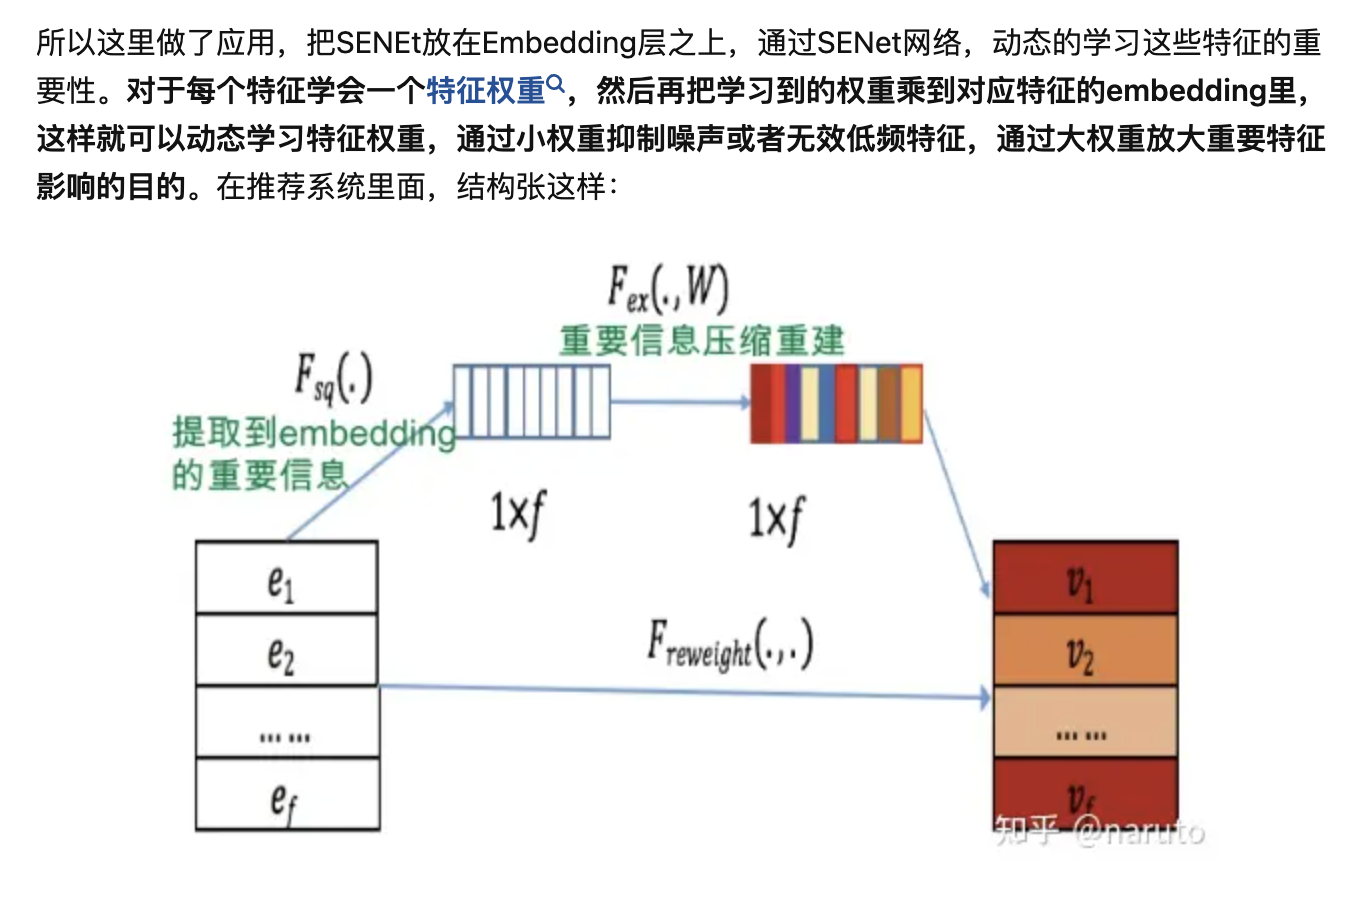 所以这里做了应用，把SENEt放在Embedding层之上，通过SENet网络，动态的学习这些特征的重
要性。对于每个特征学会一个特征权重，然后再把学习到的权重乘到对应特征的embedding里，
这样就可以动态学习特征权重，通过小权重抑制噪声或者无效低频特征，通过大权重放大重要特征
影响的目的。在推荐系统里面，结构张这样：
F_ex(.,W)
重要信息压缩重建
F_sq(.)
提取到embedding
的重要信息
1×f
1×f
e_1
e_2
... ...
e_f
F_reweight(.,.)
v_1
v_2
... ...
v_f
知乎 @naruto